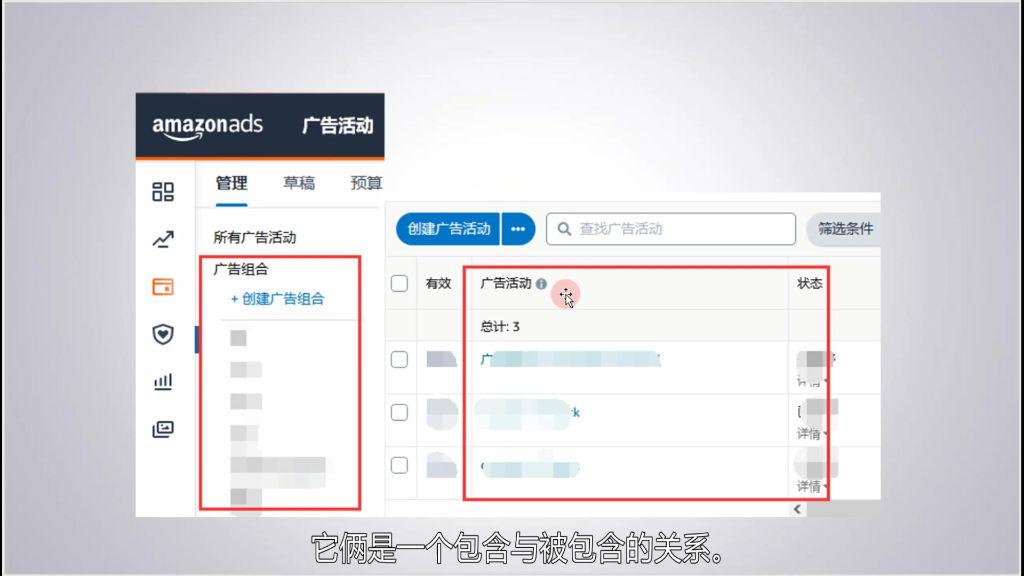 amazonads 广告活动
管理 草稿 预算
所有广告活动
广告组合
+ 创建广告组合
创建广告活动 ••• 查找广告活动 筛选条件
有效 广告活动 状态
总计: 3
广
详情
k
详情
详情
它俩是一个包含与被包含的关系。